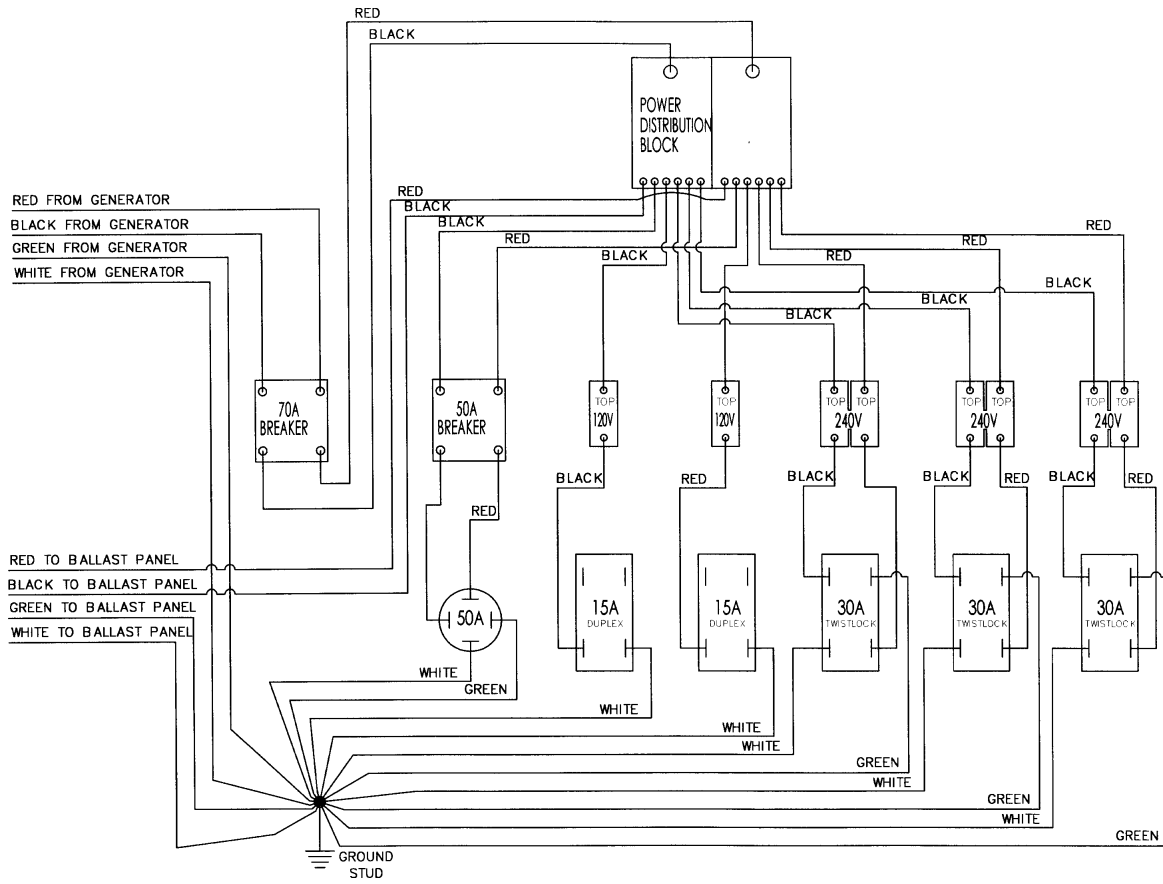 RED
BLACK
POWER
DISTRIBUTION
BLOCK
RED
BLACK
BLACK
RED
BLACK
RED
RED
RED
BLACK
BLACK
BLACK
RED FROM GENERATOR
BLACK FROM GENERATOR
GREEN FROM GENERATOR
WHITE FROM GENERATOR
70A
BREAKER
50A
BREAKER
TOP
120V
TOP
120V
TOP TOP
240V
TOP TOP
240V
TOP TOP
240V
BLACK
RED
BLACK
RED
BLACK
RED
BLACK
RED
RED
RED TO BALLAST PANEL
BLACK TO BALLAST PANEL
GREEN TO BALLAST PANEL
WHITE TO BALLAST PANEL
50A
15A
DUPLEX
15A
DUPLEX
30A
TWISTLOCK
30A
TWISTLOCK
30A
TWISTLOCK
WHITE
GREEN
WHITE
WHITE
WHITE
GREEN
WHITE
GREEN
WHITE
GREEN
GROUND
STUD